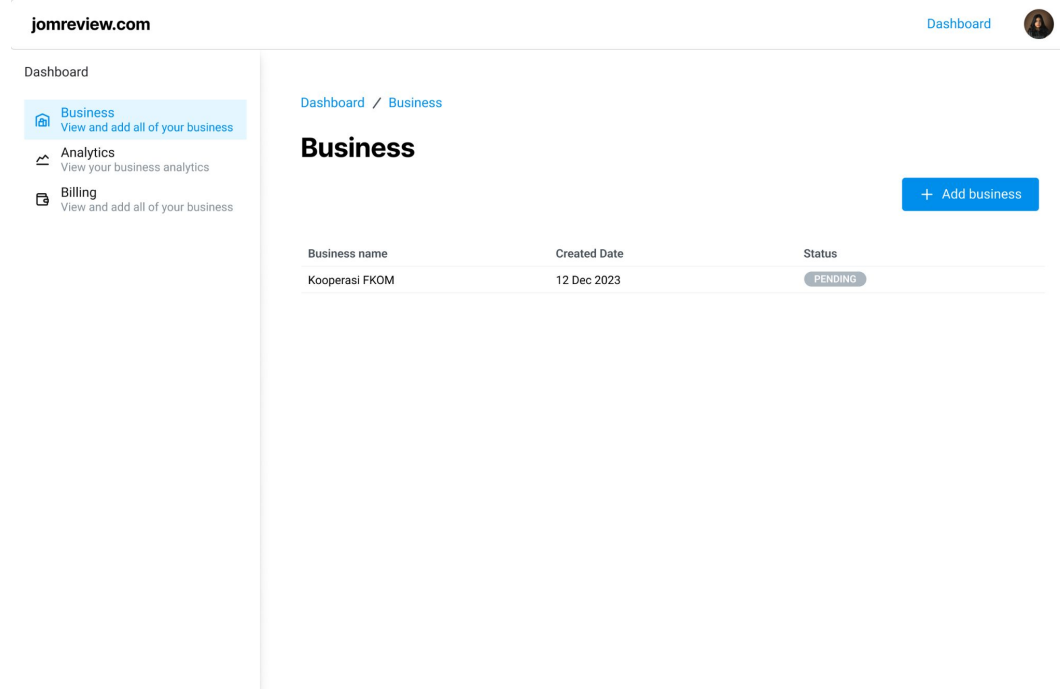 jomreview.com
Dashboard
Dashboard
Business
View and add all of your business
Analytics
View your business analytics
Billing
View and add all of your business
Dashboard / Business
Business
+ Add business
Business name Created Date Status
Kooperasi FKOM 12 Dec 2023 PENDING